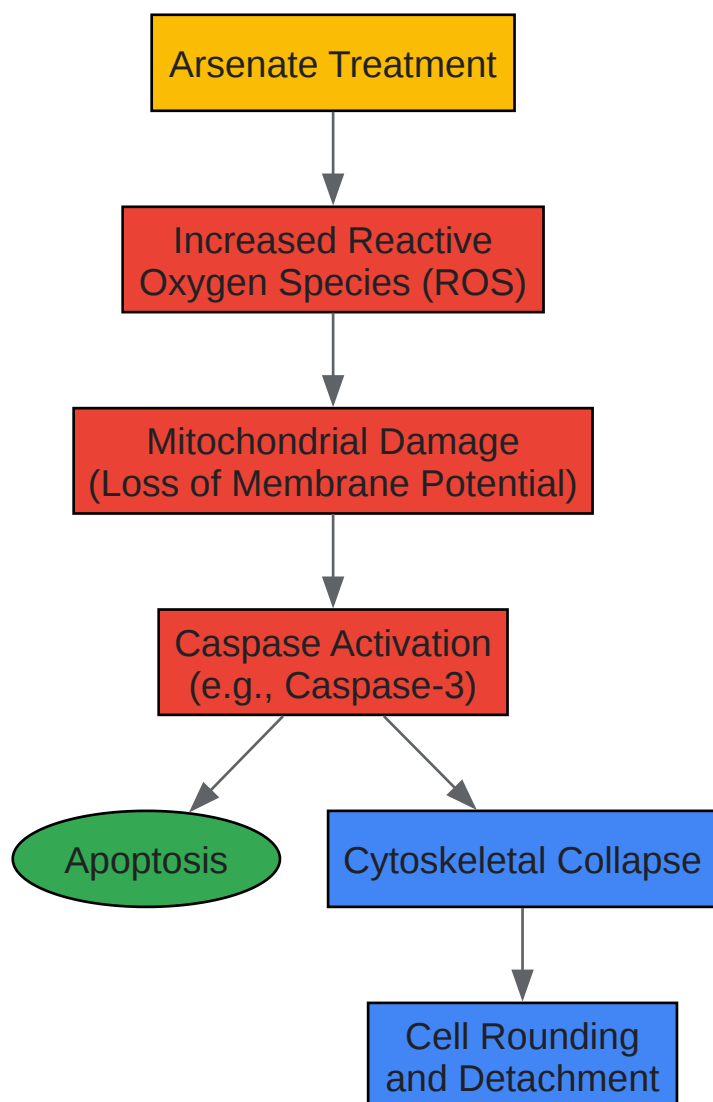 Arsenate Treatment
Increased Reactive
Oxygen Species (ROS)
Mitochondrial Damage
(Loss of Membrane Potential)
Caspase Activation
(e.g., Caspase-3)
Apoptosis
Cytoskeletal Collapse
Cell Rounding
and Detachment